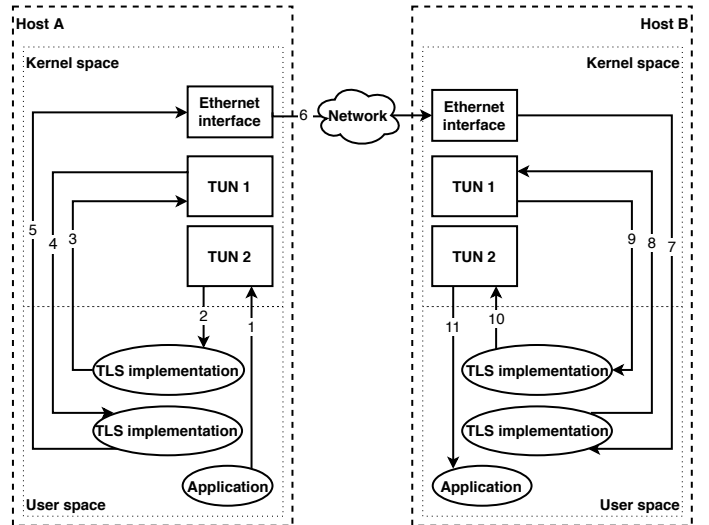 Host A
Kernel space
Ethernet
interface
TUN 1
TUN 2
5
4
3
2
1
TLS implementation
TLS implementation
Application
User space
6
Network
Host B
Kernel space
Ethernet
interface
TUN 1
TUN 2
9
8
7
11
10
TLS implementation
TLS implementation
Application
User space